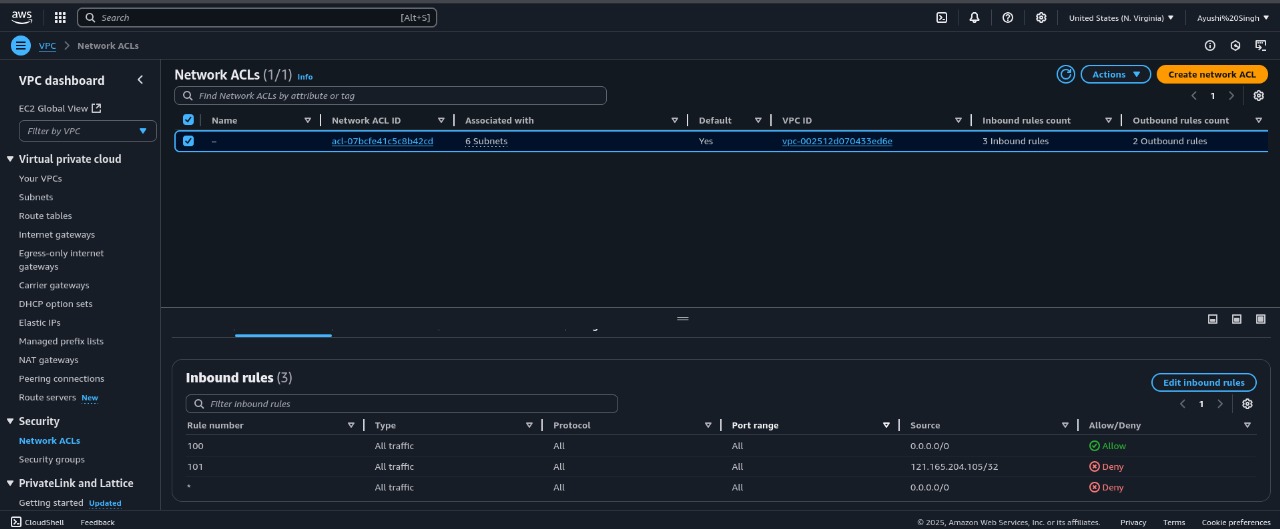 aws Search [Alt+S] United States (N. Virginia) Ayushi%20Singh
VPC > Network ACLs
VPC dashboard
EC2 Global View
Filter by VPC
Virtual private cloud
Your VPCs
Subnets
Route tables
Internet gateways
Egress-only internet
gateways
Carrier gateways
DHCP option sets
Elastic IPs
Managed prefix lists
NAT gateways
Peering connections
Route servers New
Security
Network ACLs
Security groups
PrivateLink and Lattice
Getting started Updated
Network ACLs (1/1) Info
Actions Create network ACL
Find Network ACLs by attribute or tag
1
Name Network ACL ID Associated with Default VPC ID Inbound rules count Outbound rules count
– acl-07bcfe41c5c8b42cd 6 Subnets Yes vpc-002512d070433ed6e 3 Inbound rules 2 Outbound rules
Inbound rules (3)
Edit inbound rules
Filter inbound rules
1
Rule number Type Protocol Port range Source Allow/Deny
100 All traffic All All 0.0.0.0/0 Allow
101 All traffic All All 121.165.204.105/32 Deny
* All traffic All All 0.0.0.0/0 Deny
CloudShell Feedback © 2025, Amazon Web Services, Inc. or its affiliates. Privacy Terms Cookie preferences